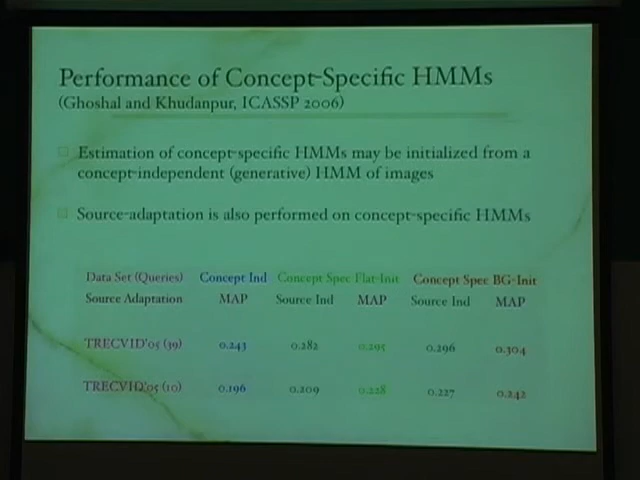 Performance of Concept-Specific HMMs
(Ghoshal and Khudanpur, ICASSP 2006)
Estimation of concept-specific HMMs may be initialized from a
concept-independent (generative) HMM of images
Source-adaptation is also performed on concept-specific HMMs
Data Set (Queries) Concept Ind Concept Spec Flat-Init Concept Spec BG-Init
Source Adaptation MAP Source Ind MAP Source Ind MAP
TRECVID'05 (39) 0.243 0.282 0.295 0.296 0.304
TRECVID'05 (10) 0.196 0.209 0.228 0.227 0.242